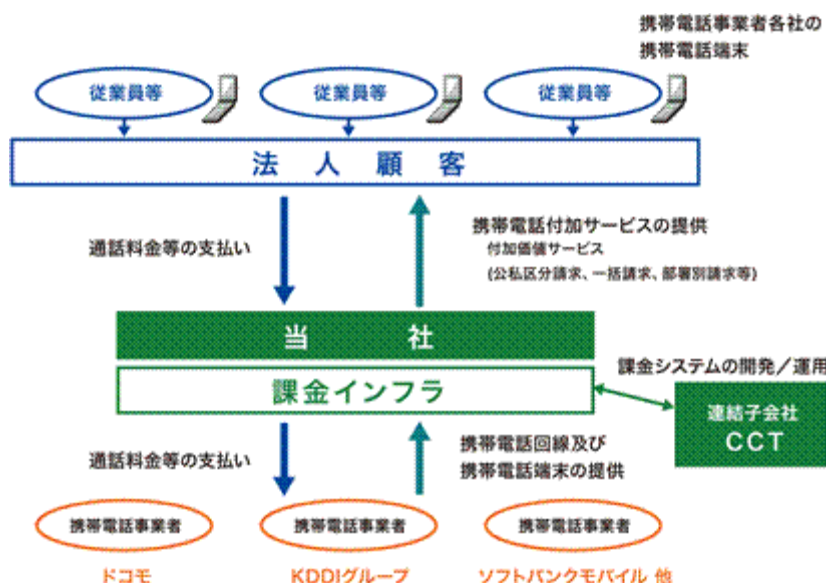 携帯電話事業者各社の
携帯電話端末
従業員等
従業員等
従業員等
法人顧客
通話料金等の支払い
携帯電話付加サービスの提供
付加価値サービス
(公私区分請求、一括請求、部署別請求等)
当社
課金インフラ
課金システムの開発／運用
連結子会社
CCT
通話料金等の支払い
携帯電話回線及び
携帯電話端末の提供
携帯電話事業者
携帯電話事業者
携帯電話事業者
ドコモ
KDDIグループ
ソフトバンクモバイル 他